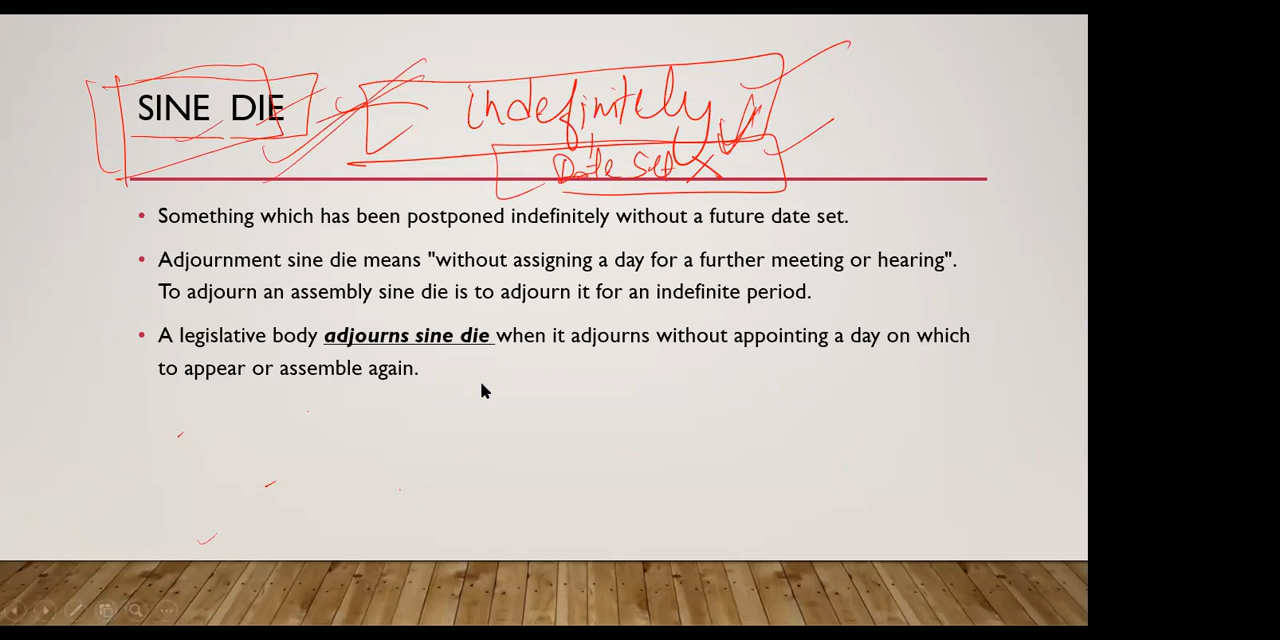 SINE DIE
indefinitely
Date set X
• Something which has been postponed indefinitely without a future date set.
• Adjournment sine die means "without assigning a day for a further meeting or hearing".
To adjourn an assembly sine die is to adjourn it for an indefinite period.
• A legislative body adjourns sine die when it adjourns without appointing a day on which
to appear or assemble again.